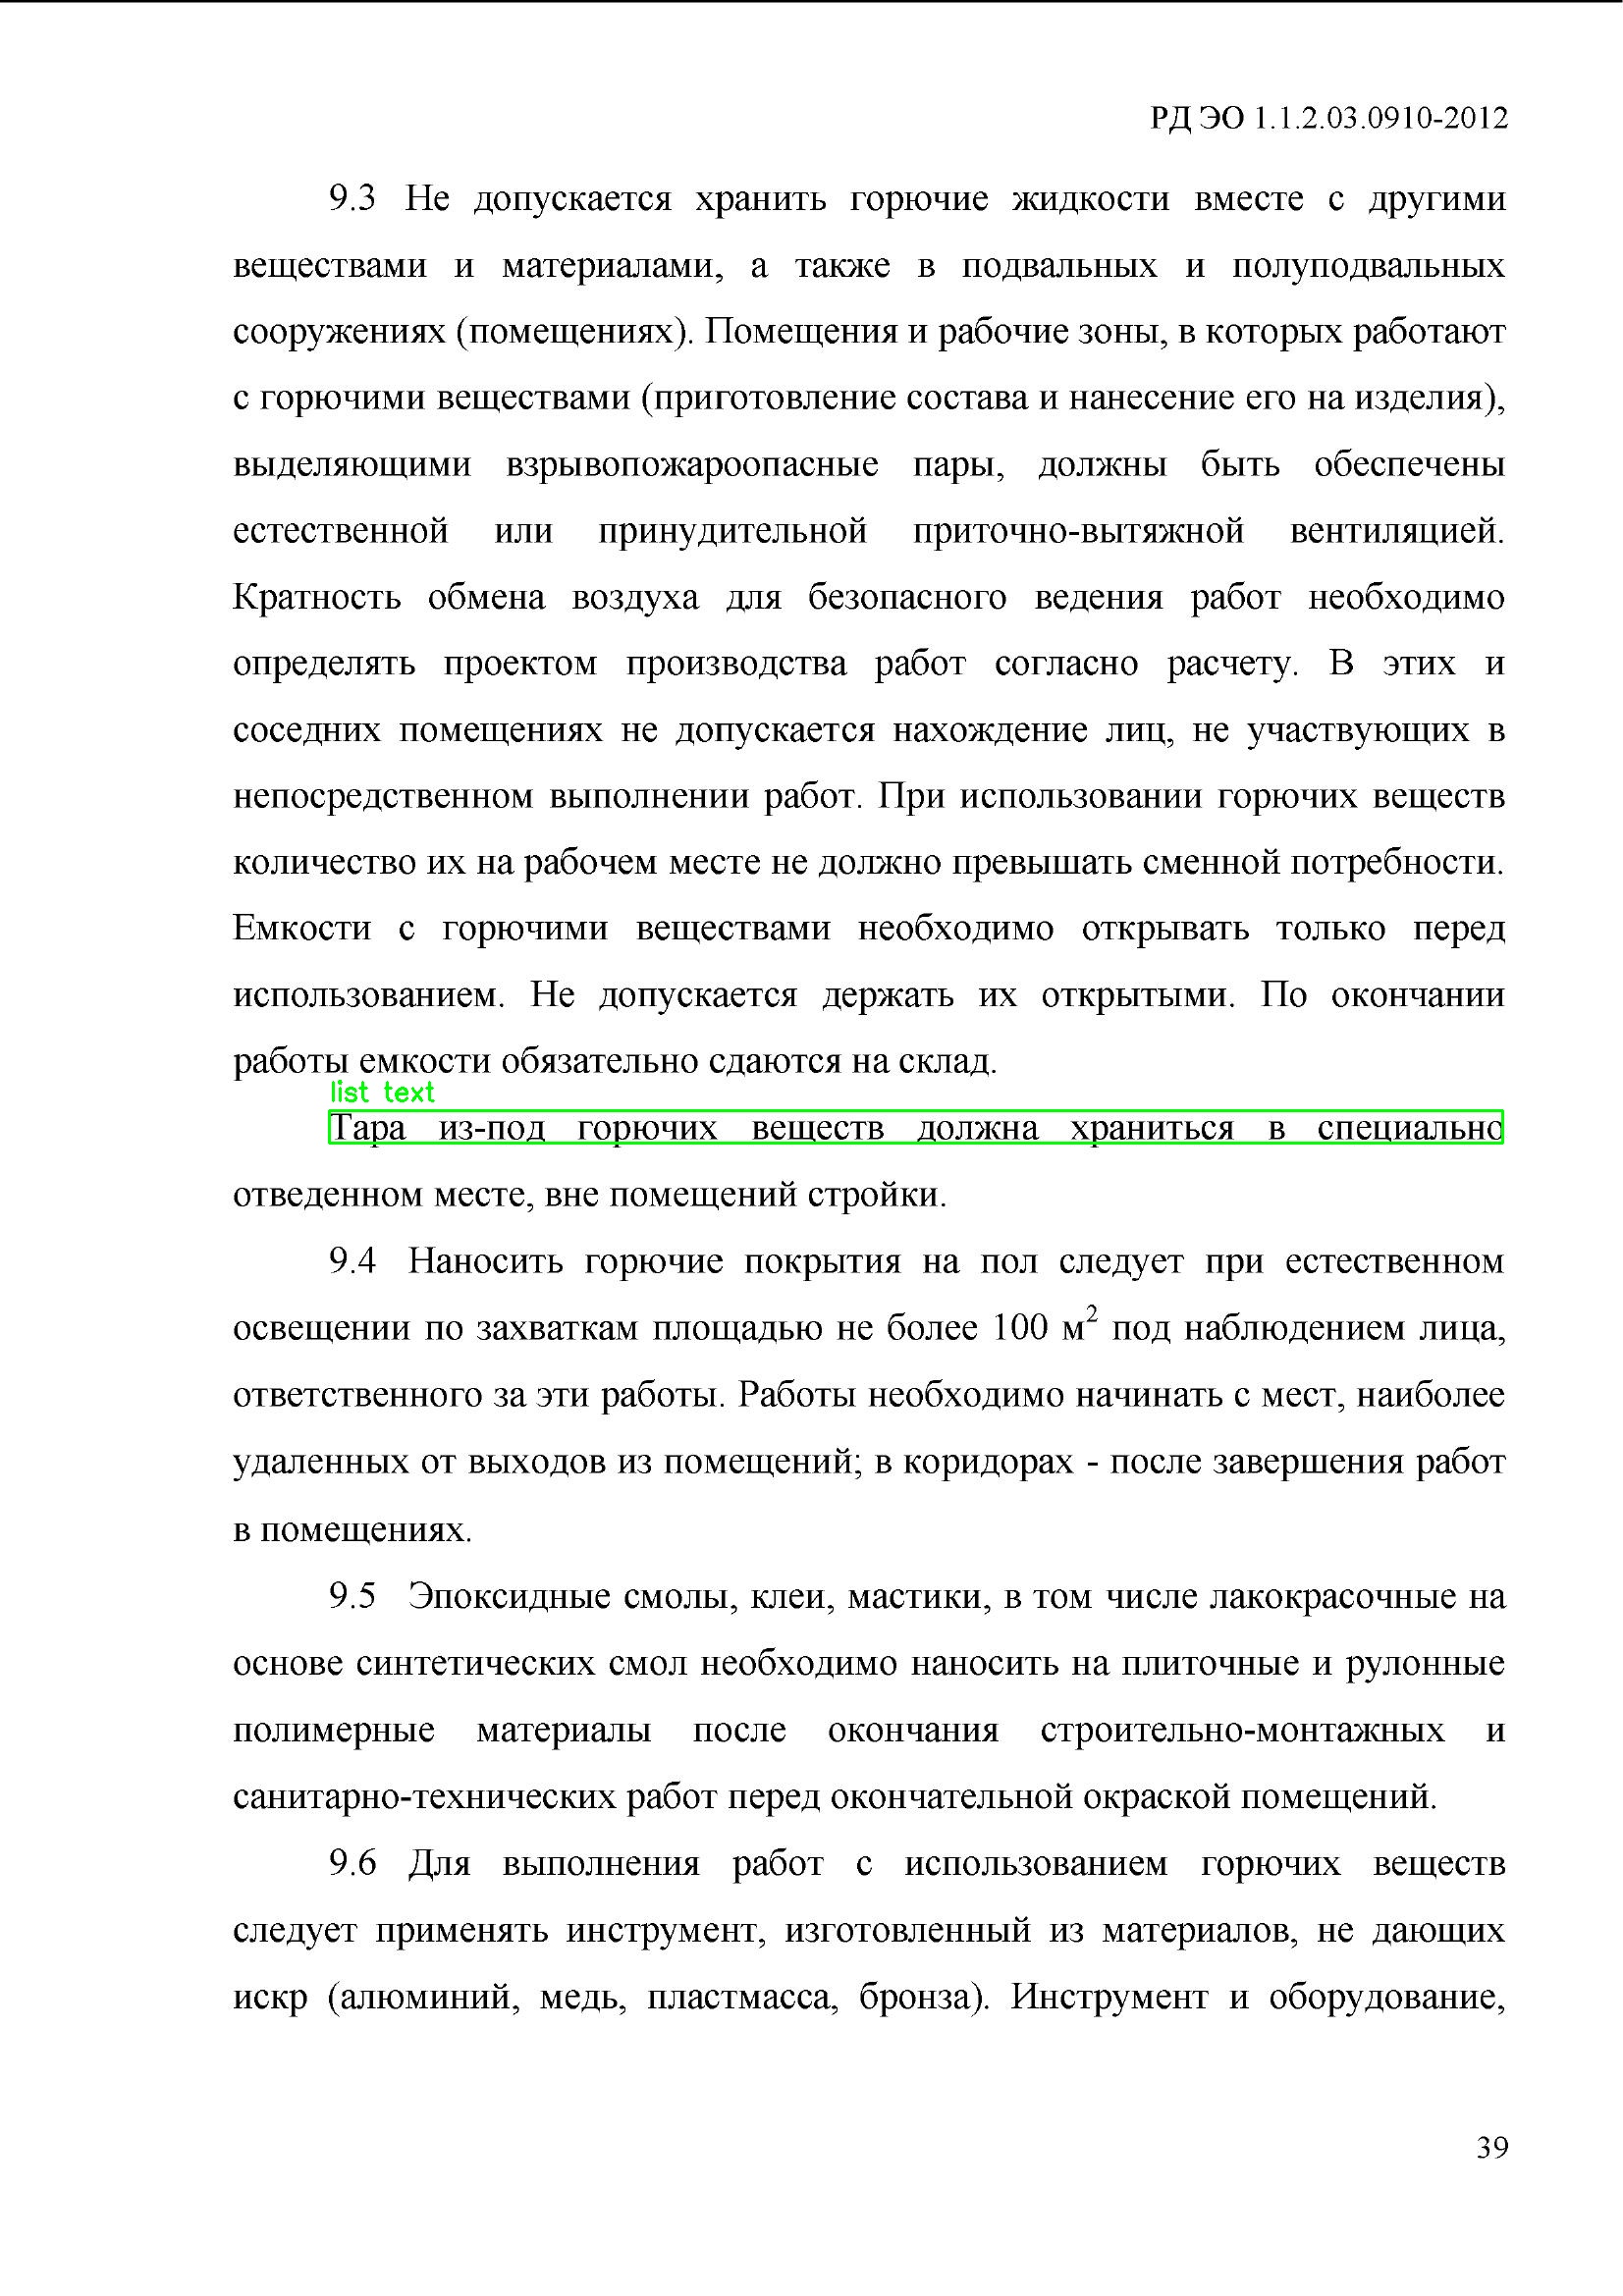 РД ЭО 1.1.2.03.0910-2012
9.3 Не допускается хранить горючие жидкости вместе с другими
веществами и материалами, а также в подвальных и полуподвальных
сооружениях (помещениях). Помещения и рабочие зоны, в которых работают
с горючими веществами (приготовление состава и нанесение его на изделия),
выделяющими взрывопожароопасные пары, должны быть обеспечены
естественной или принудительной приточно-вытяжной вентиляцией.
Кратность обмена воздуха для безопасного ведения работ необходимо
определять проектом производства работ согласно расчету. В этих и
соседних помещениях не допускается нахождение лиц, не участвующих в
непосредственном выполнении работ. При использовании горючих веществ
количество их на рабочем месте не должно превышать сменной потребности.
Емкости с горючими веществами необходимо открывать только перед
использованием. Не допускается держать их открытыми. По окончании
работы емкости обязательно сдаются на склад.
list text
Тара из-под горючих веществ должна храниться в специально
отведенном месте, вне помещений стройки.
9.4 Наносить горючие покрытия на пол следует при естественном
освещении по захваткам площадью не более 100 м² под наблюдением лица,
ответственного за эти работы. Работы необходимо начинать с мест, наиболее
удаленных от выходов из помещений; в коридорах - после завершения работ
в помещениях.
9.5 Эпоксидные смолы, клеи, мастики, в том числе лакокрасочные на
основе синтетических смол необходимо наносить на плиточные и рулонные
полимерные материалы после окончания строительно-монтажных и
санитарно-технических работ перед окончательной окраской помещений.
9.6 Для выполнения работ с использованием горючих веществ
следует применять инструмент, изготовленный из материалов, не дающих
искр (алюминий, медь, пластмасса, бронза). Инструмент и оборудование,
39